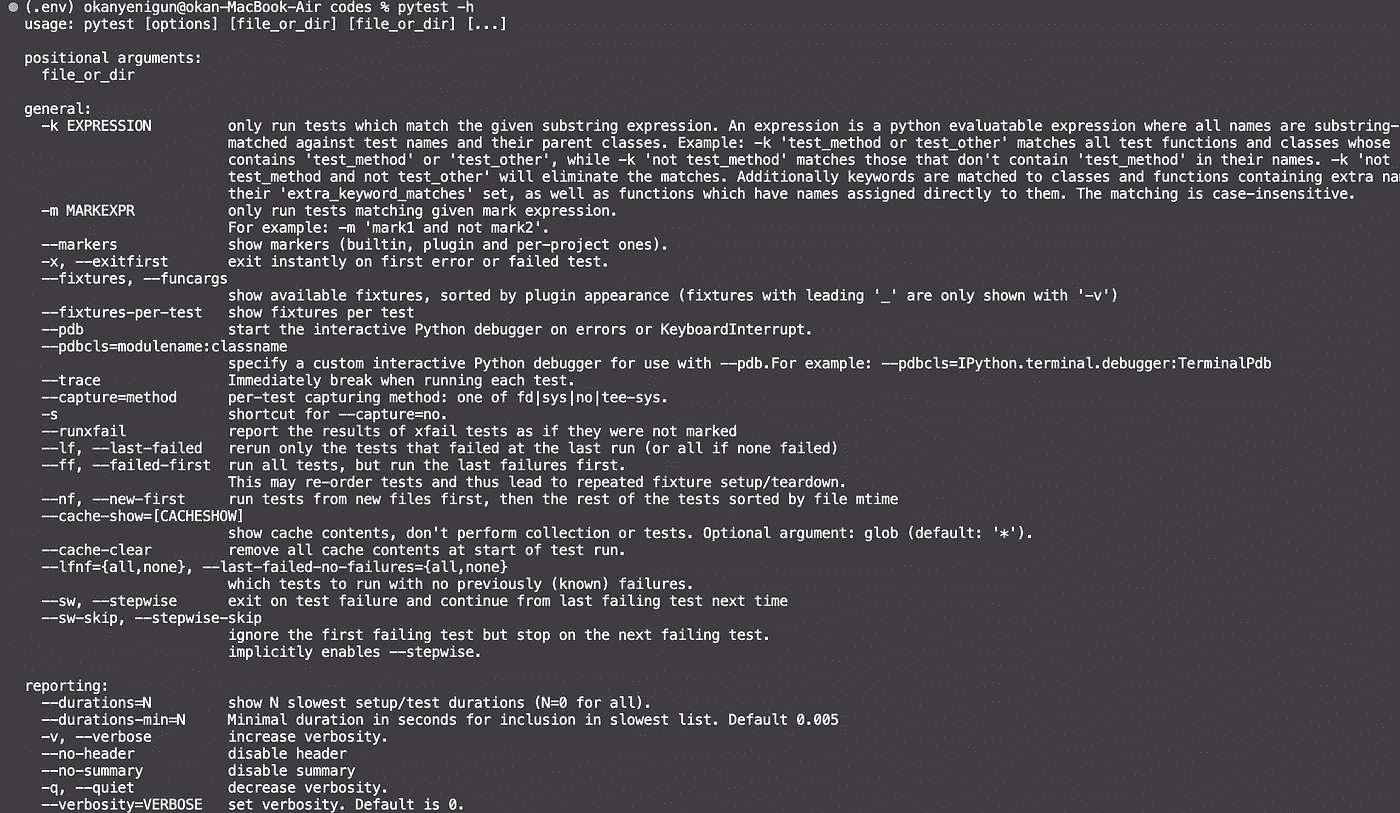 (.env) okanyenigun@okan-MacBook-Air codes % pytest -h
usage: pytest [options] [file_or_dir] [file_or_dir] [...]

positional arguments:
  file_or_dir

general:
  -k EXPRESSION         only run tests which match the given substring expression. An expression is a python evaluatable expression where all names are substring-
                        matched against test names and their parent classes. Example: -k 'test_method or test_other' matches all test functions and classes whose
                        contains 'test_method' or 'test_other', while -k 'not test_method' matches those that don't contain 'test_method' in their names. -k 'not
                        test_method and not test_other' will eliminate the matches. Additionally keywords are matched to classes and functions containing extra na
                        their 'extra_keyword_matches' set, as well as functions which have names assigned directly to them. The matching is case-insensitive.
  -m MARKEXPR           only run tests matching given mark expression.
                        For example: -m 'mark1 and not mark2'.
  --markers             show markers (builtin, plugin and per-project ones).
  -x, --exitfirst       exit instantly on first error or failed test.
  --fixtures, --funcargs
                        show available fixtures, sorted by plugin appearance (fixtures with leading '_' are only shown with '-v')
  --fixtures-per-test   show fixtures per test
  --pdb                 start the interactive Python debugger on errors or KeyboardInterrupt.
  --pdbcls=modulename:classname
                        specify a custom interactive Python debugger for use with --pdb.For example: --pdbcls=IPython.terminal.debugger:TerminalPdb
  --trace               Immediately break when running each test.
  --capture=method      per-test capturing method: one of fd|sys|no|tee-sys.
  -s                    shortcut for --capture=no.
  --runxfail            report the results of xfail tests as if they were not marked
  --lf, --last-failed   rerun only the tests that failed at the last run (or all if none failed)
  --ff, --failed-first  run all tests, but run the last failures first.
                        This may re-order tests and thus lead to repeated fixture setup/teardown.
  --nf, --new-first     run tests from new files first, then the rest of the tests sorted by file mtime
  --cache-show=[CACHESHOW]
                        show cache contents, don't perform collection or tests. Optional argument: glob (default: '*').
  --cache-clear         remove all cache contents at start of test run.
  --lfnf={all,none}, --last-failed-no-failures={all,none}
                        which tests to run with no previously (known) failures.
  --sw, --stepwise      exit on test failure and continue from last failing test next time
  --sw-skip, --stepwise-skip
                        ignore the first failing test but stop on the next failing test.
                        implicitly enables --stepwise.

reporting:
  --durations=N         show N slowest setup/test durations (N=0 for all).
  --durations-min=N     Minimal duration in seconds for inclusion in slowest list. Default 0.005
  -v, --verbose         increase verbosity.
  --no-header           disable header
  --no-summary          disable summary
  -q, --quiet           decrease verbosity.
  --verbosity=VERBOSE   set verbosity. Default is 0.